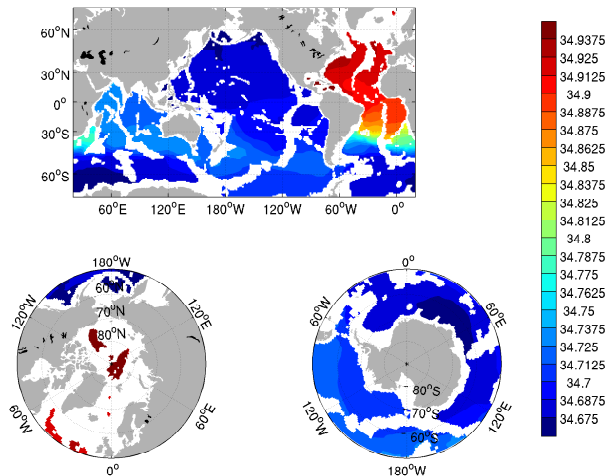 60°N
30°N
0°
30°S
60°S
60°E
120°E
180°W
120°W
60°W
0°
34.9375
34.925
34.9125
34.9
34.8875
34.875
34.8625
34.85
34.8375
34.825
34.8125
34.8
34.7875
34.775
34.7625
34.75
34.7375
34.725
34.7125
34.7
34.6875
34.675
180°W
120°W
120°E
60°N
70°N
80°N
60°W
60°E
0°
0°
60°W
60°E
80°S
70°S
60°S
120°W
120°E
180°W